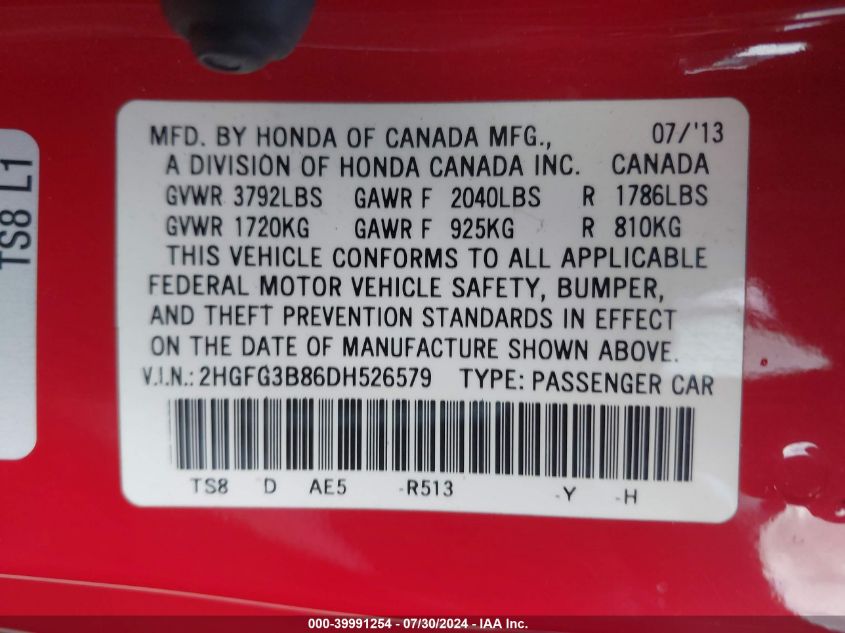 MFD. BY HONDA OF CANADA MFG., 07/'13
A DIVISION OF HONDA CANADA INC. CANADA
GVWR 3792LBS GAWR F 2040LBS R 1786LBS
GVWR 1720KG GAWR F 925KG R 810KG
THIS VEHICLE CONFORMS TO ALL APPLICABLE
FEDERAL MOTOR VEHICLE SAFETY, BUMPER,
AND THEFT PREVENTION STANDARDS IN EFFECT
ON THE DATE OF MANUFACTURE SHOWN ABOVE.
V.I.N.: 2HGFG3B86DH526579 TYPE: PASSENGER CAR
TS8 D AE5 -R513 -Y -H
TS8 L1
000-39991254 - 07/30/2024 - IAA Inc.